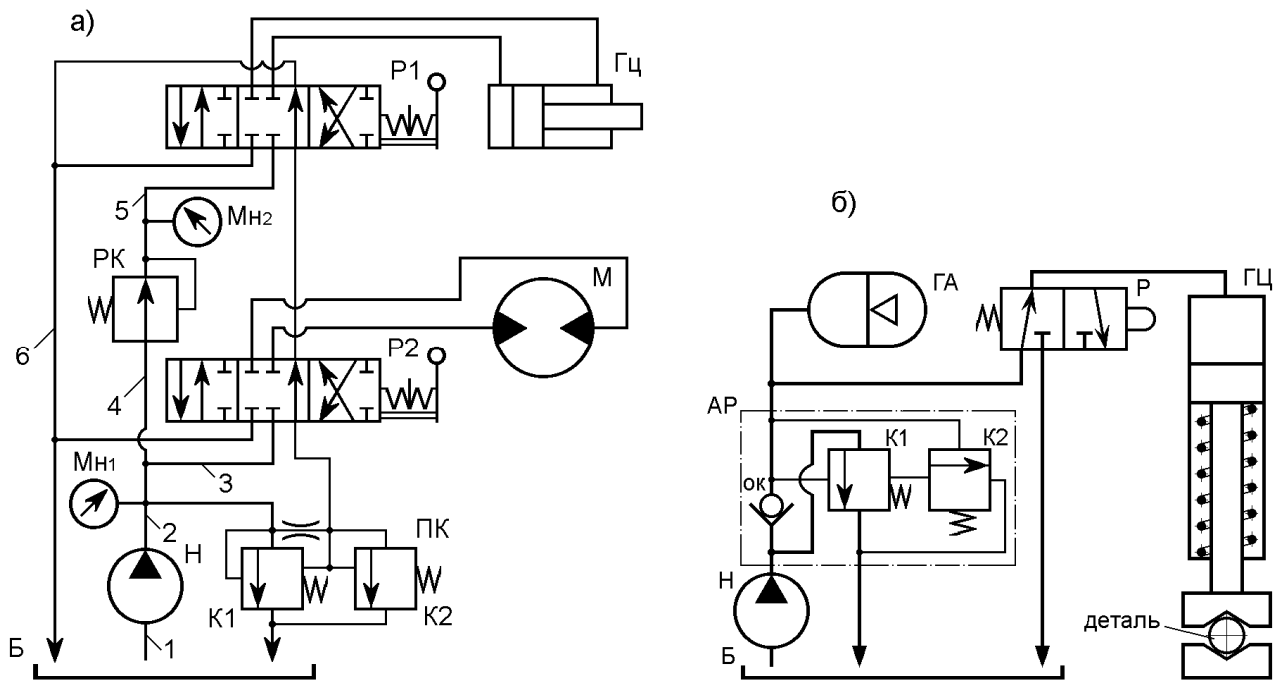 а)
Р1
Гц
5
Мн2
РК
М
6
Р2
4
Мн1
3
2
Н
ПК
К1
К2
Б
1
б)
ГА
Р
ГЦ
АР
К1
К2
ок
Н
деталь
Б